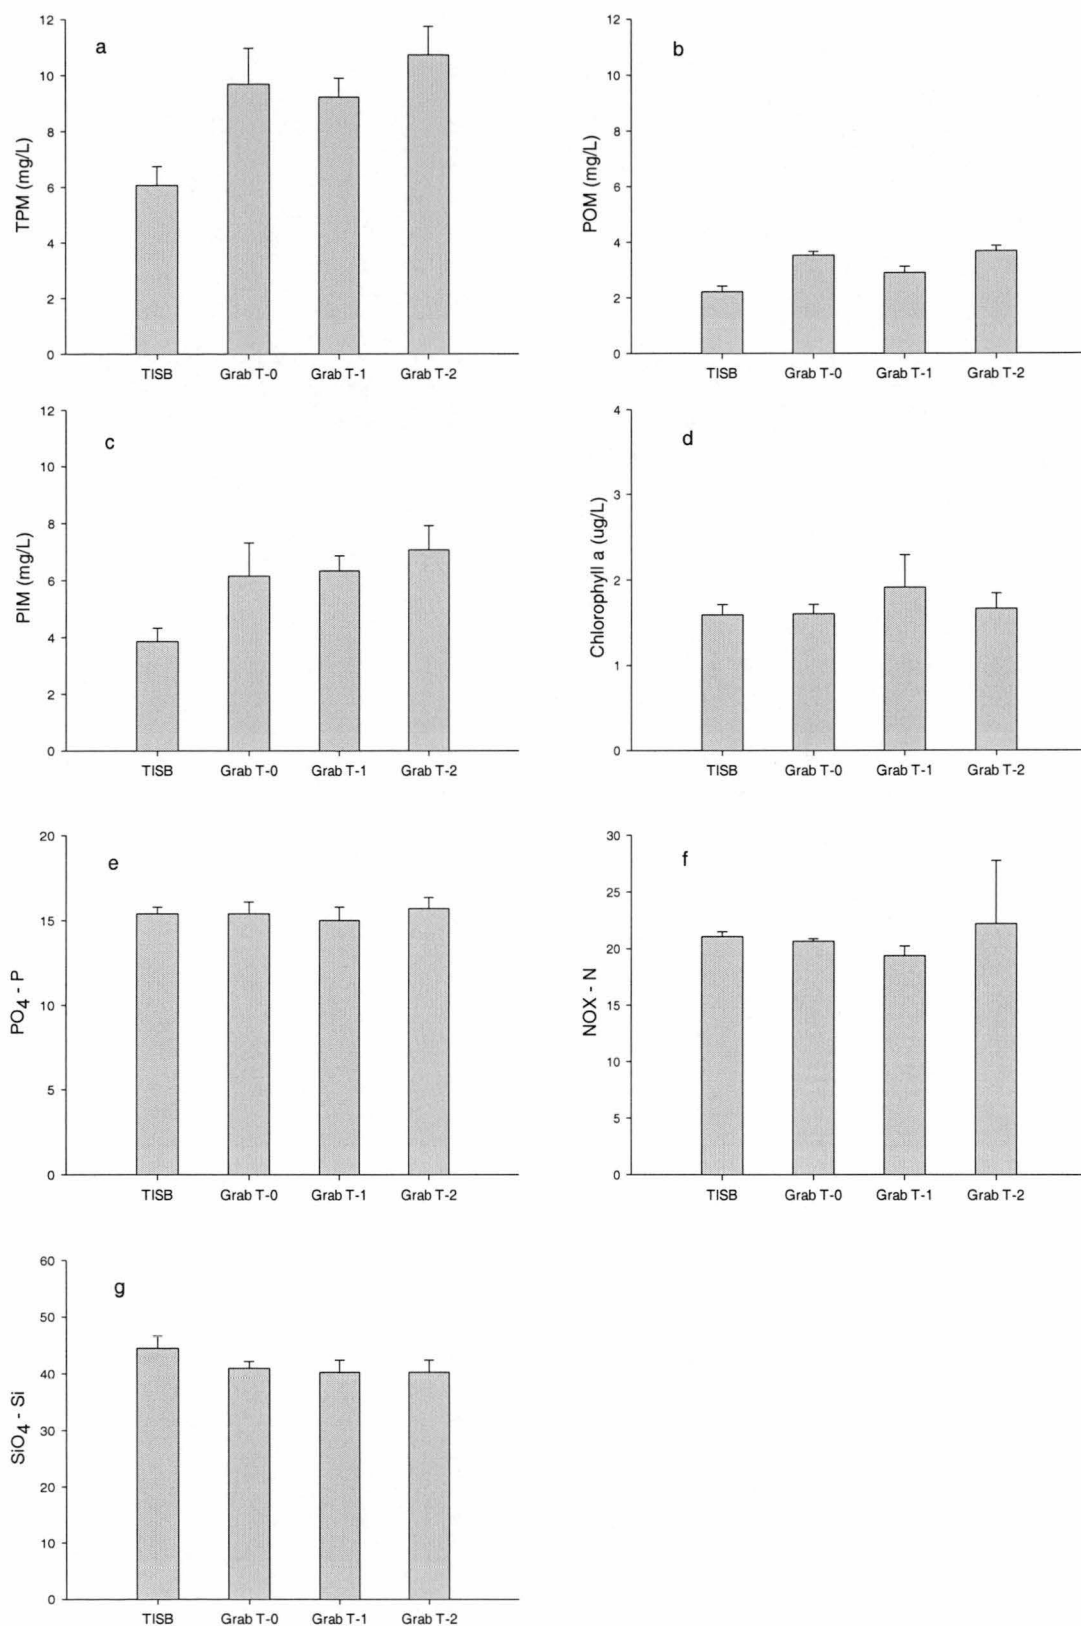 a
TPM (mg/L)
12
10
8
6
4
2
0
TISB Grab T-0 Grab T-1 Grab T-2
b
POM (mg/L)
12
10
8
6
4
2
0
TISB Grab T-0 Grab T-1 Grab T-2
c
PIM (mg/L)
12
10
8
6
4
2
0
TISB Grab T-0 Grab T-1 Grab T-2
d
Chlorophyll a (ug/L)
4
3
2
1
0
TISB Grab T-0 Grab T-1 Grab T-2
e
PO4 - P
20
15
10
5
0
TISB Grab T-0 Grab T-1 Grab T-2
f
NOX - N
30
25
20
15
10
5
0
TISB Grab T-0 Grab T-1 Grab T-2
g
SiO4 - Si
60
50
40
30
20
10
0
TISB Grab T-0 Grab T-1 Grab T-2